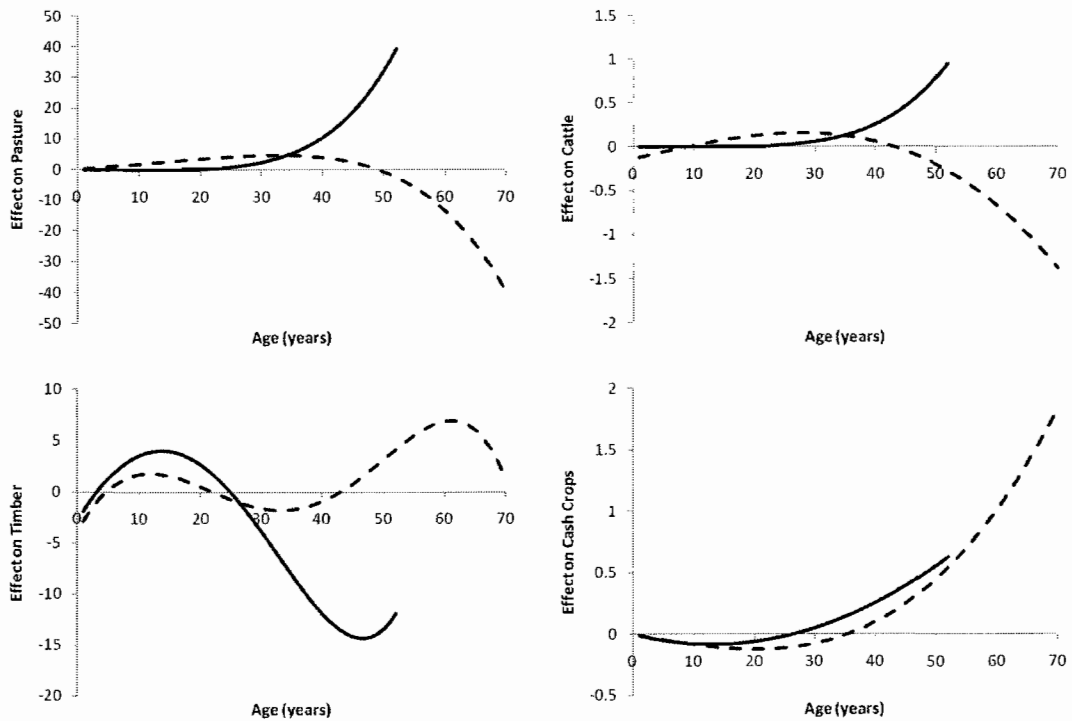 Effect on Pasture
50
40
30
20
10
0
-10
-20
-30
-40
-50
0 10 20 30 40 50 60 70
Age (years)
Effect on Cattle
1.5
1
0.5
0
-0.5
-1
-1.5
-2
0 10 20 30 40 50 60 70
Age (years)
Effect on Timber
10
5
0
-5
-10
-15
-20
0 10 20 30 40 50 60 70
Age (years)
Effect on Cash Crops
2
1.5
1
0.5
0
-0.5
0 10 20 30 40 50 60 70
Age (years)